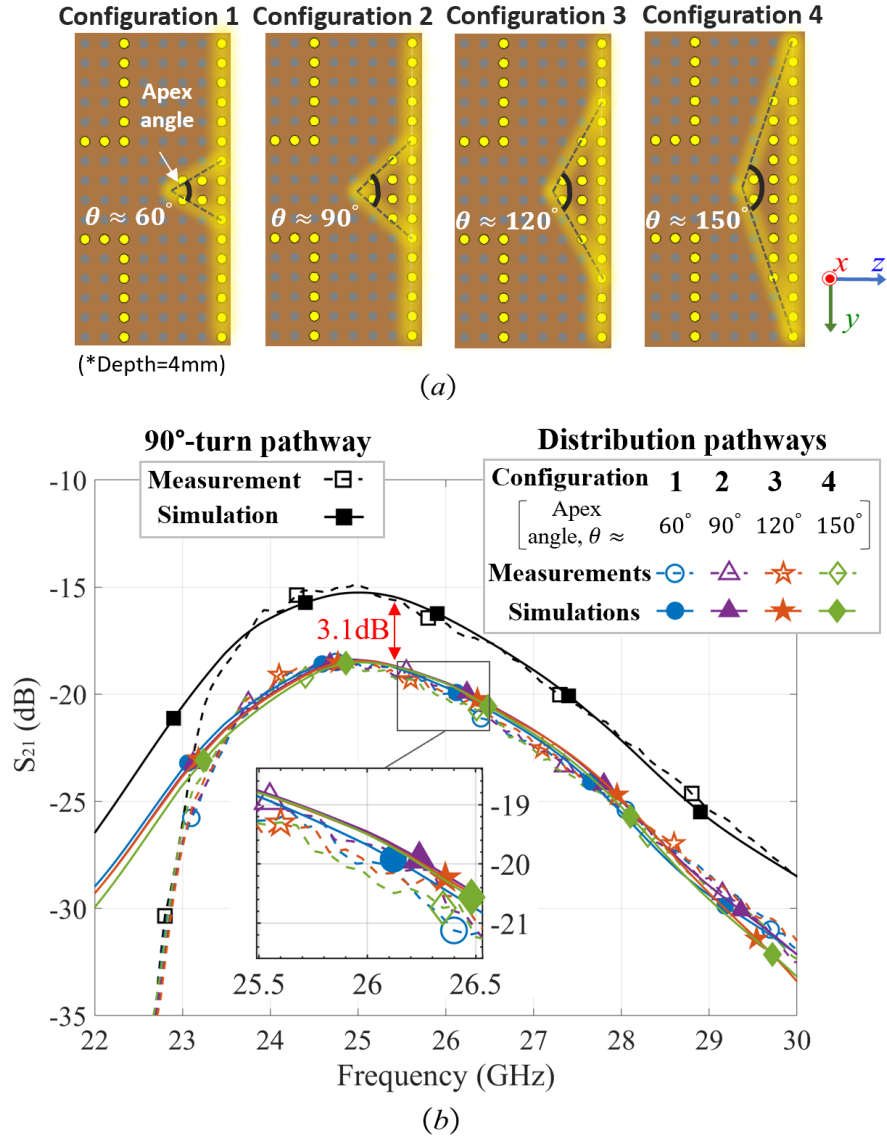 Configuration 1 Configuration 2 Configuration 3 Configuration 4
Apex
angle
θ ≈ 60° θ ≈ 90° θ ≈ 120° θ ≈ 150°
x z
y
(*Depth=4mm)
(a)
90°-turn pathway
Measurement
Simulation
Distribution pathways
Configuration 1 2 3 4
Apex
angle, θ ≈ 60° 90° 120° 150°
Measurements
Simulations
3.1dB
S21 (dB)
-10
-15
-20
-25
-30
-35
-19
-20
-21
25.5 26 26.5
22 23 24 25 26 27 28 29 30
Frequency (GHz)
(b)